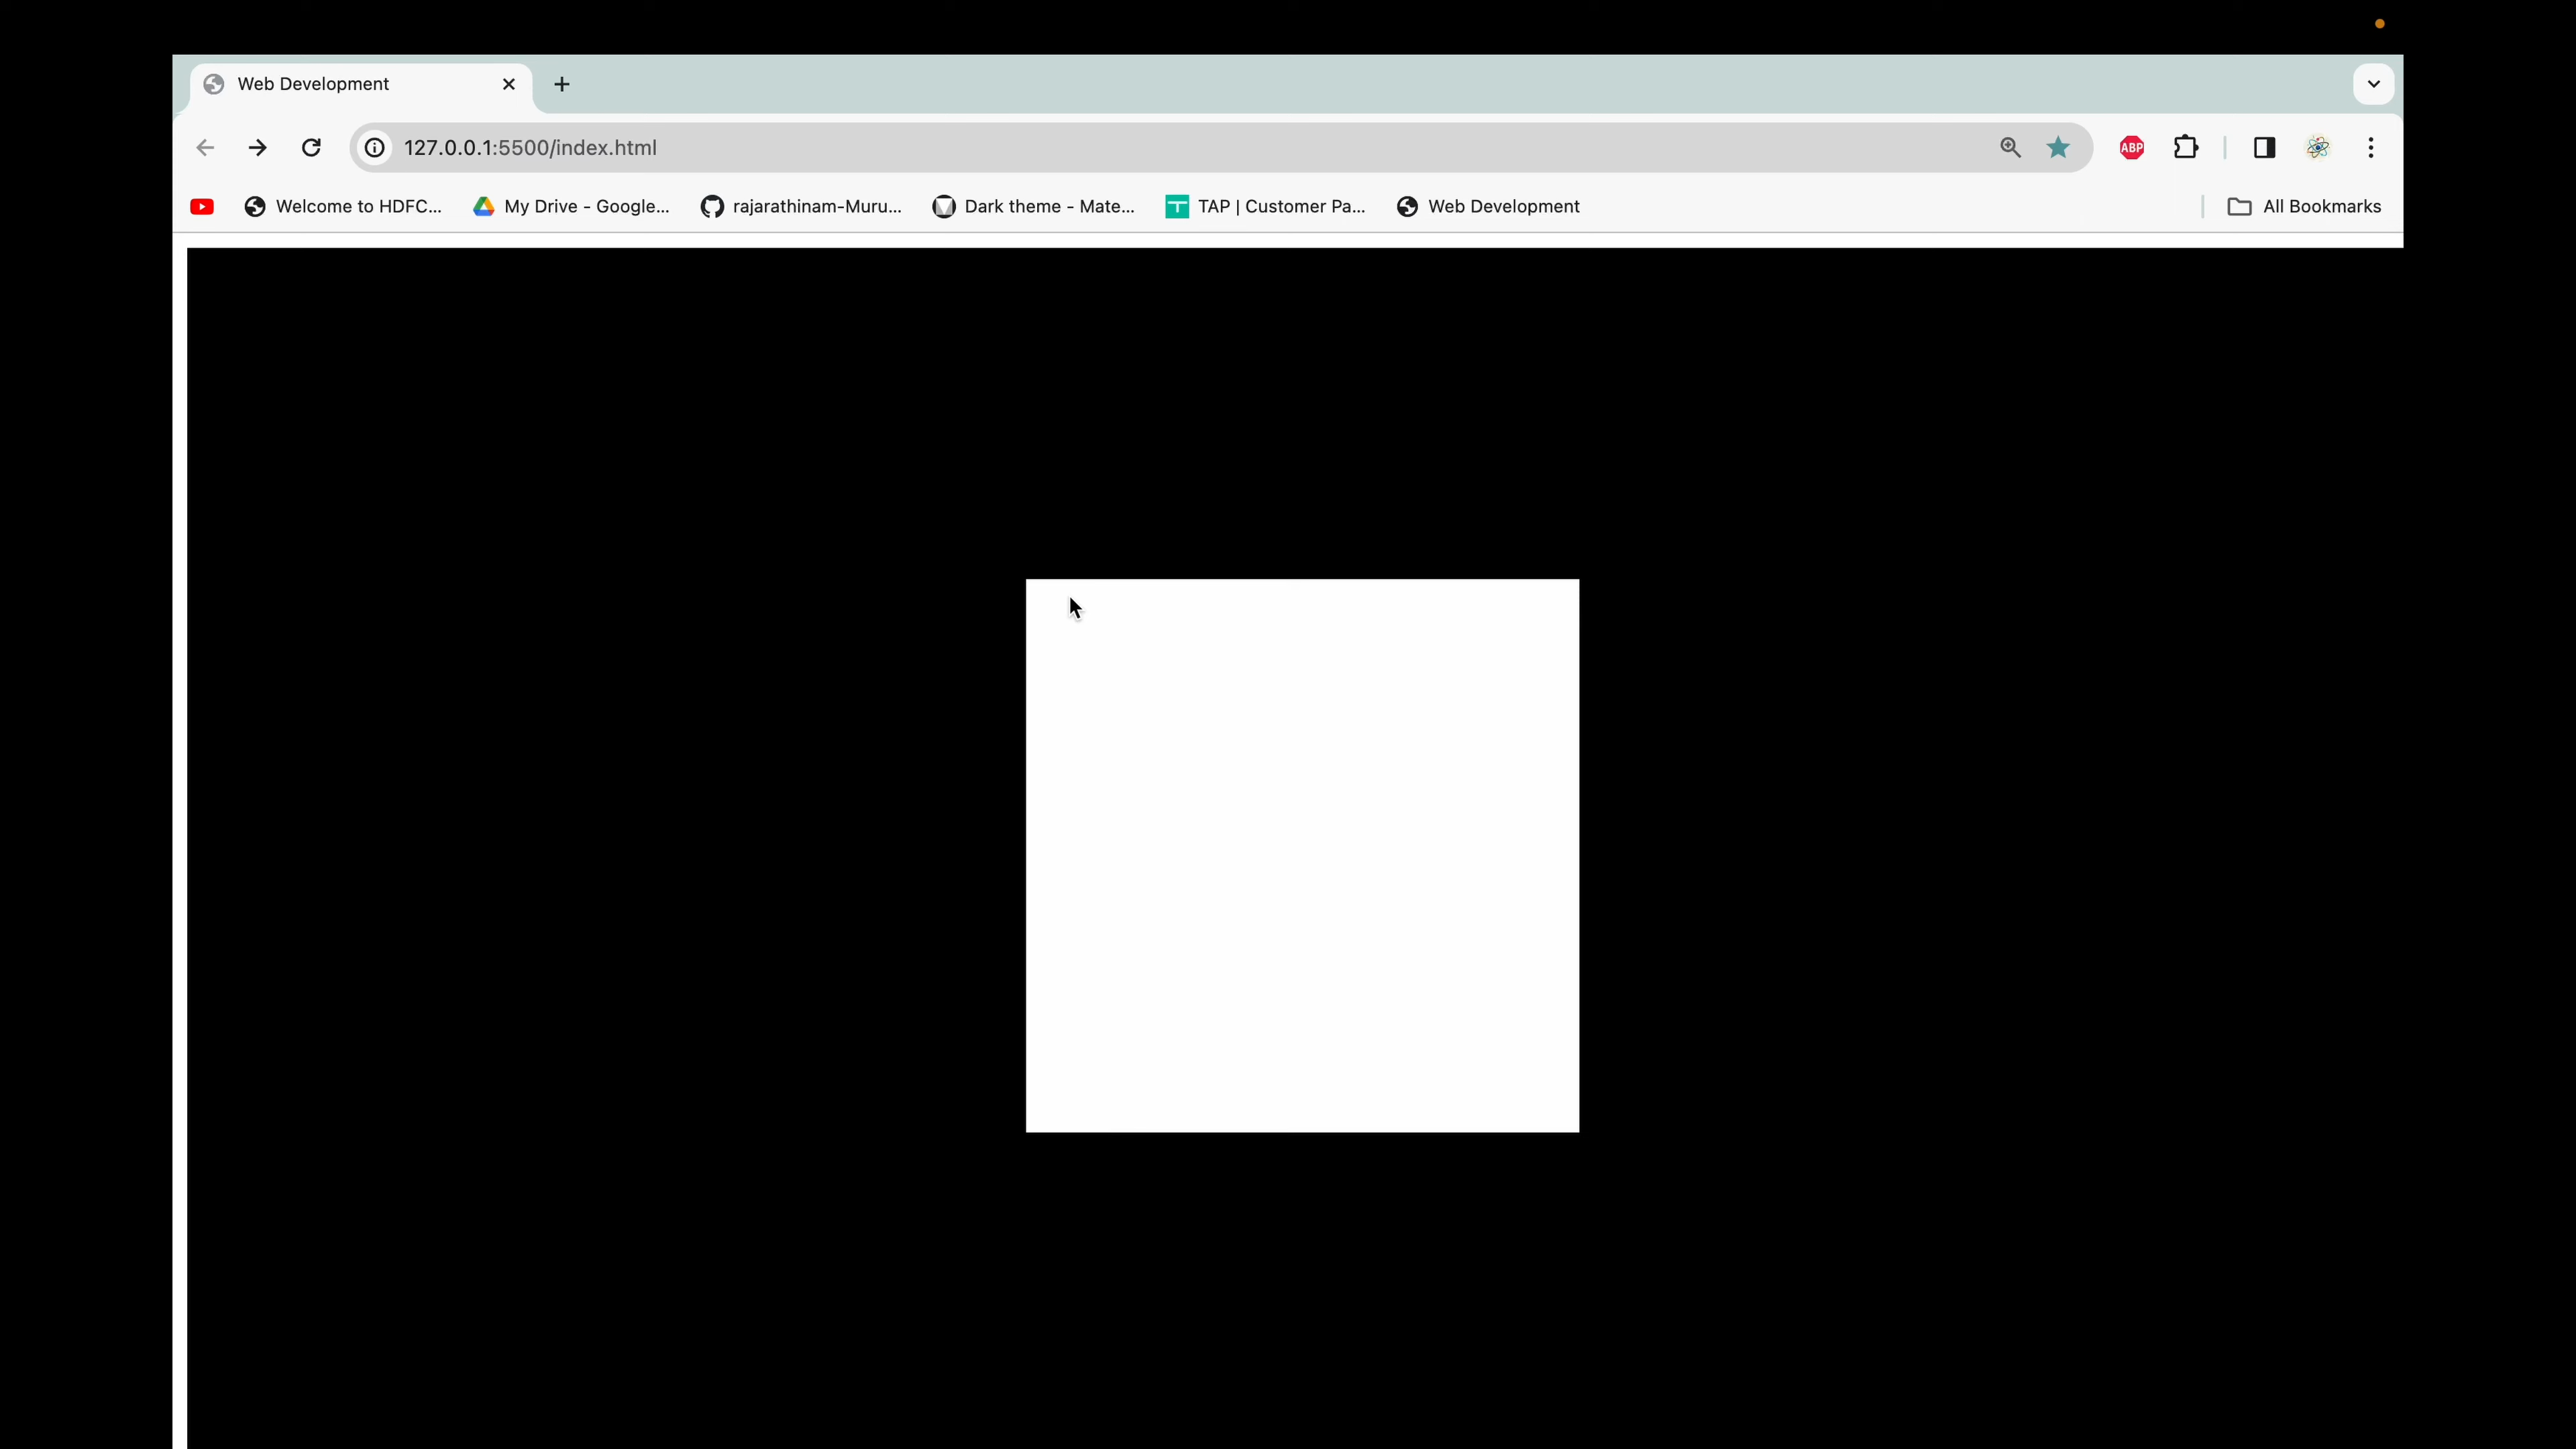 Web Development
127.0.0.1:5500/index.html
ABP
Welcome to HDFC... My Drive - Google... rajarathinam-Muru... Dark theme - Mate... TAP | Customer Pa... Web Development All Bookmarks